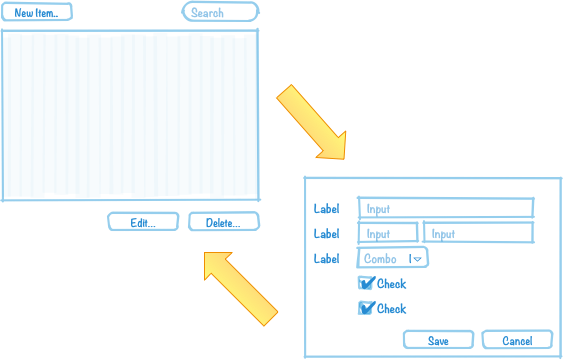 New Item..
Search
Edit...
Delete...
Label Input
Label Input Input
Label Combo
Check
Check
Save Cancel